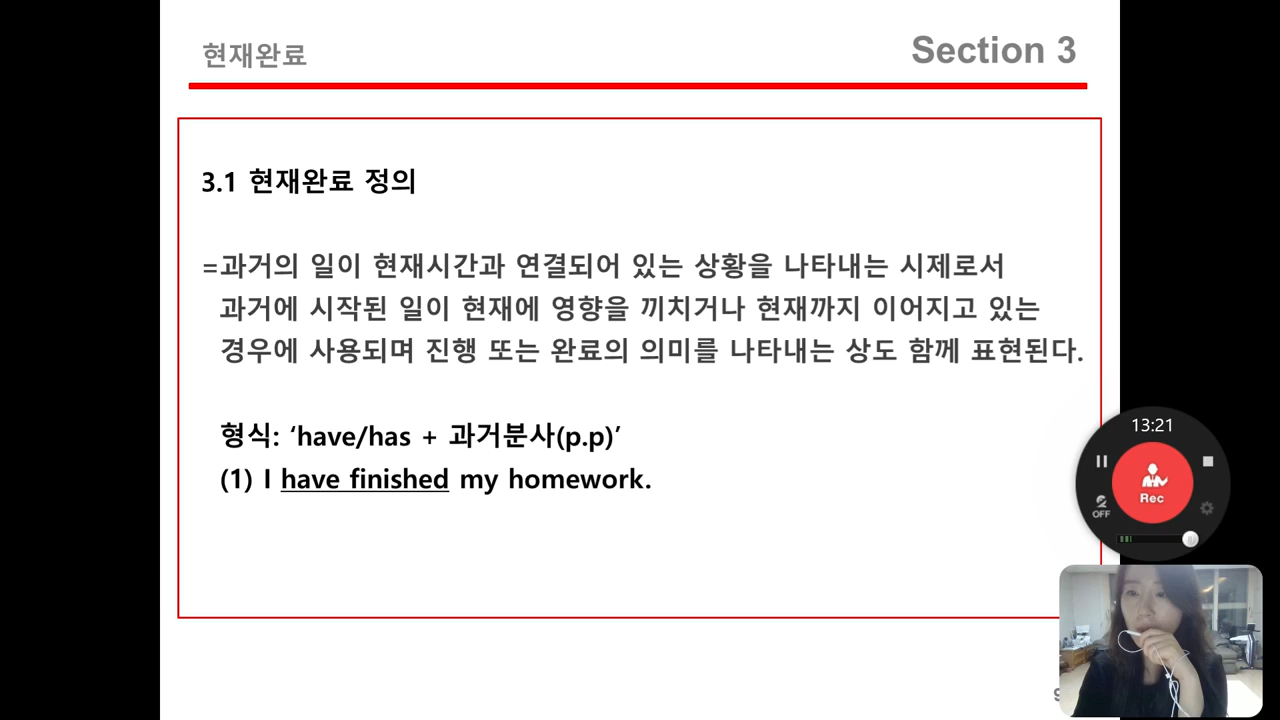 현재완료
Section 3
3.1 현재완료 정의
=과거의 일이 현재시간과 연결되어 있는 상황을 나타내는 시제로서
과거에 시작된 일이 현재에 영향을 끼치거나 현재까지 이어지고 있는
경우에 사용되며 진행 또는 완료의 의미를 나타내는 상도 함께 표현된다.
형식: ‘have/has + 과거분사(p.p)’
(1) I have finished my homework.
13:21
Rec
OFF